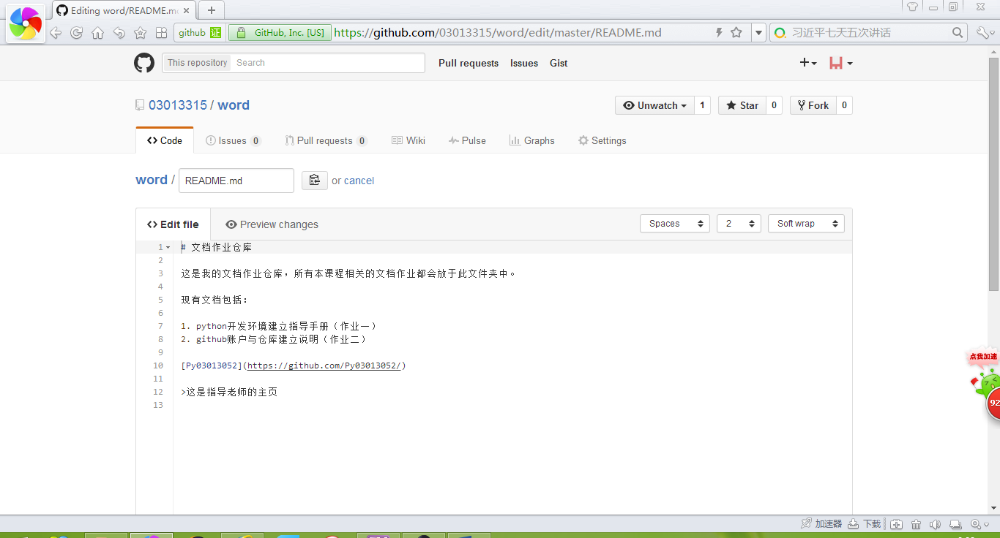 Editing word/README.md
github 证 GitHub, Inc. [US] https://github.com/03013315/word/edit/master/README.md 习近平七天五次讲话
This repository Search Pull requests Issues Gist
03013315 / word Unwatch 1 Star 0 Fork 0
Code Issues 0 Pull requests 0 Wiki Pulse Graphs Settings
word / README.md or cancel
Edit file Preview changes Spaces 2 Soft wrap
1 # 文档作业仓库
2
3 这是我的文档作业仓库，所有本课程相关的文档作业都会放于此文件夹中。
4
5 现有文档包括：
6
7 1. python开发环境建立指导手册（作业一）
8 2. github账户与仓库建立说明（作业二）
9
10 [Py03013052](https://github.com/Py03013052/)
11
12 >这是指导老师的主页
13
点我加速
92
加速器 下载